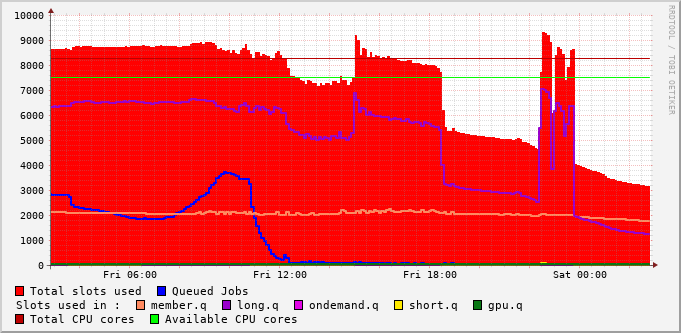 10000
9000
8000
7000
6000
5000
4000
3000
2000
1000
0
Fri 06:00 Fri 12:00 Fri 18:00 Sat 00:00
Total slots used Queued Jobs
Slots used in : member.q long.q ondemand.q short.q gpu.q
Total CPU cores Available CPU cores
RRDTOOL / TOBI OETIKER